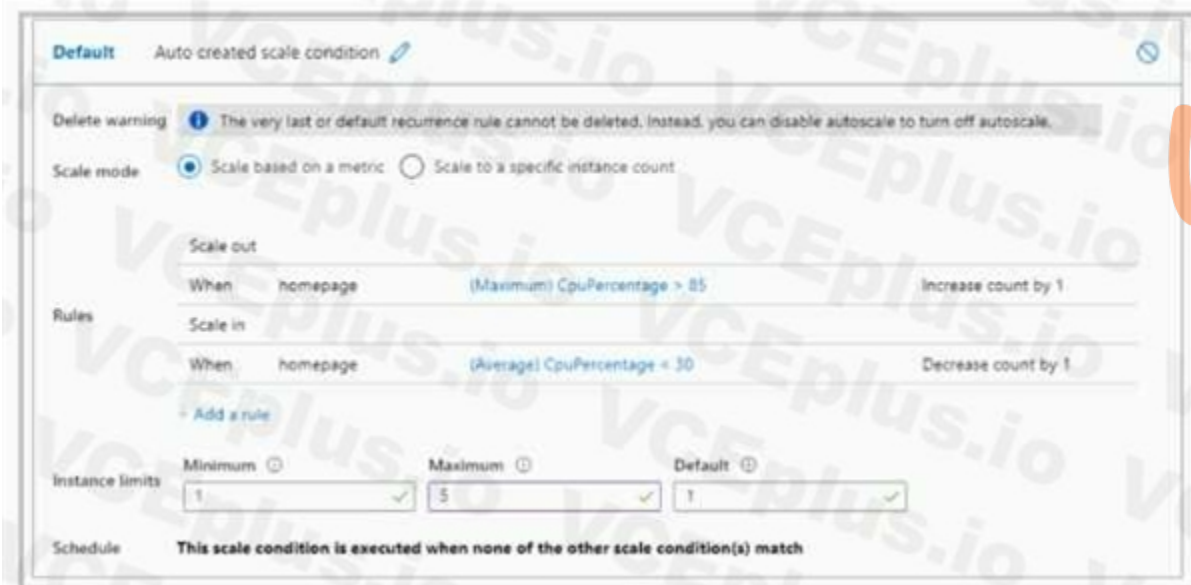 Default Auto created scale condition
Delete warning The very last or default recurrence rule cannot be deleted. Instead, you can disable autoscale to turn off autoscale.
Scale mode Scale based on a metric Scale to a specific instance count
Scale out
When homepage (Maximum) CpuPercentage > 85 Increase count by 1
Rules
Scale in
When homepage (Average) CpuPercentage < 30 Decrease count by 1
+ Add a rule
Minimum Maximum Default
Instance limits
1 5 1
Schedule This scale condition is executed when none of the other scale condition(s) match
VCEplus.io